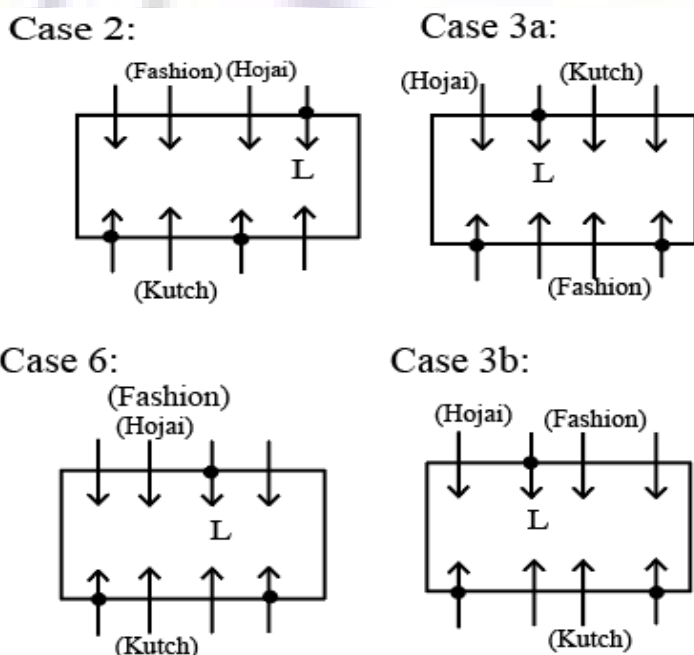 Case 2:
(Fashion) (Hojai)
L
(Kutch)
Case 3a:
(Hojai) (Kutch)
L
(Fashion)
Case 6:
(Fashion)
(Hojai)
L
(Kutch)
Case 3b:
(Hojai) (Fashion)
L
(Kutch)